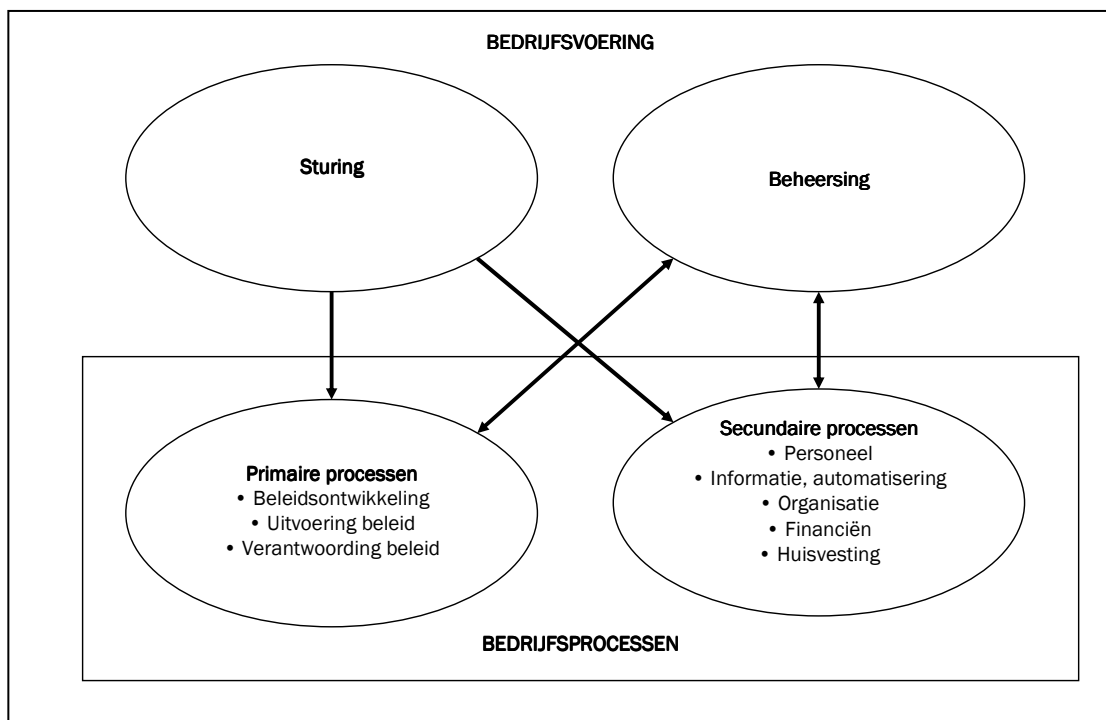 BEDRIJFSVOERING
Sturing
Beheersing
Primaire processen
• Beleidsontwikkeling
• Uitvoering beleid
• Verantwoording beleid
Secundaire processen
• Personeel
• Informatie, automatisering
• Organisatie
• Financiën
• Huisvesting
BEDRIJFSPROCESSEN